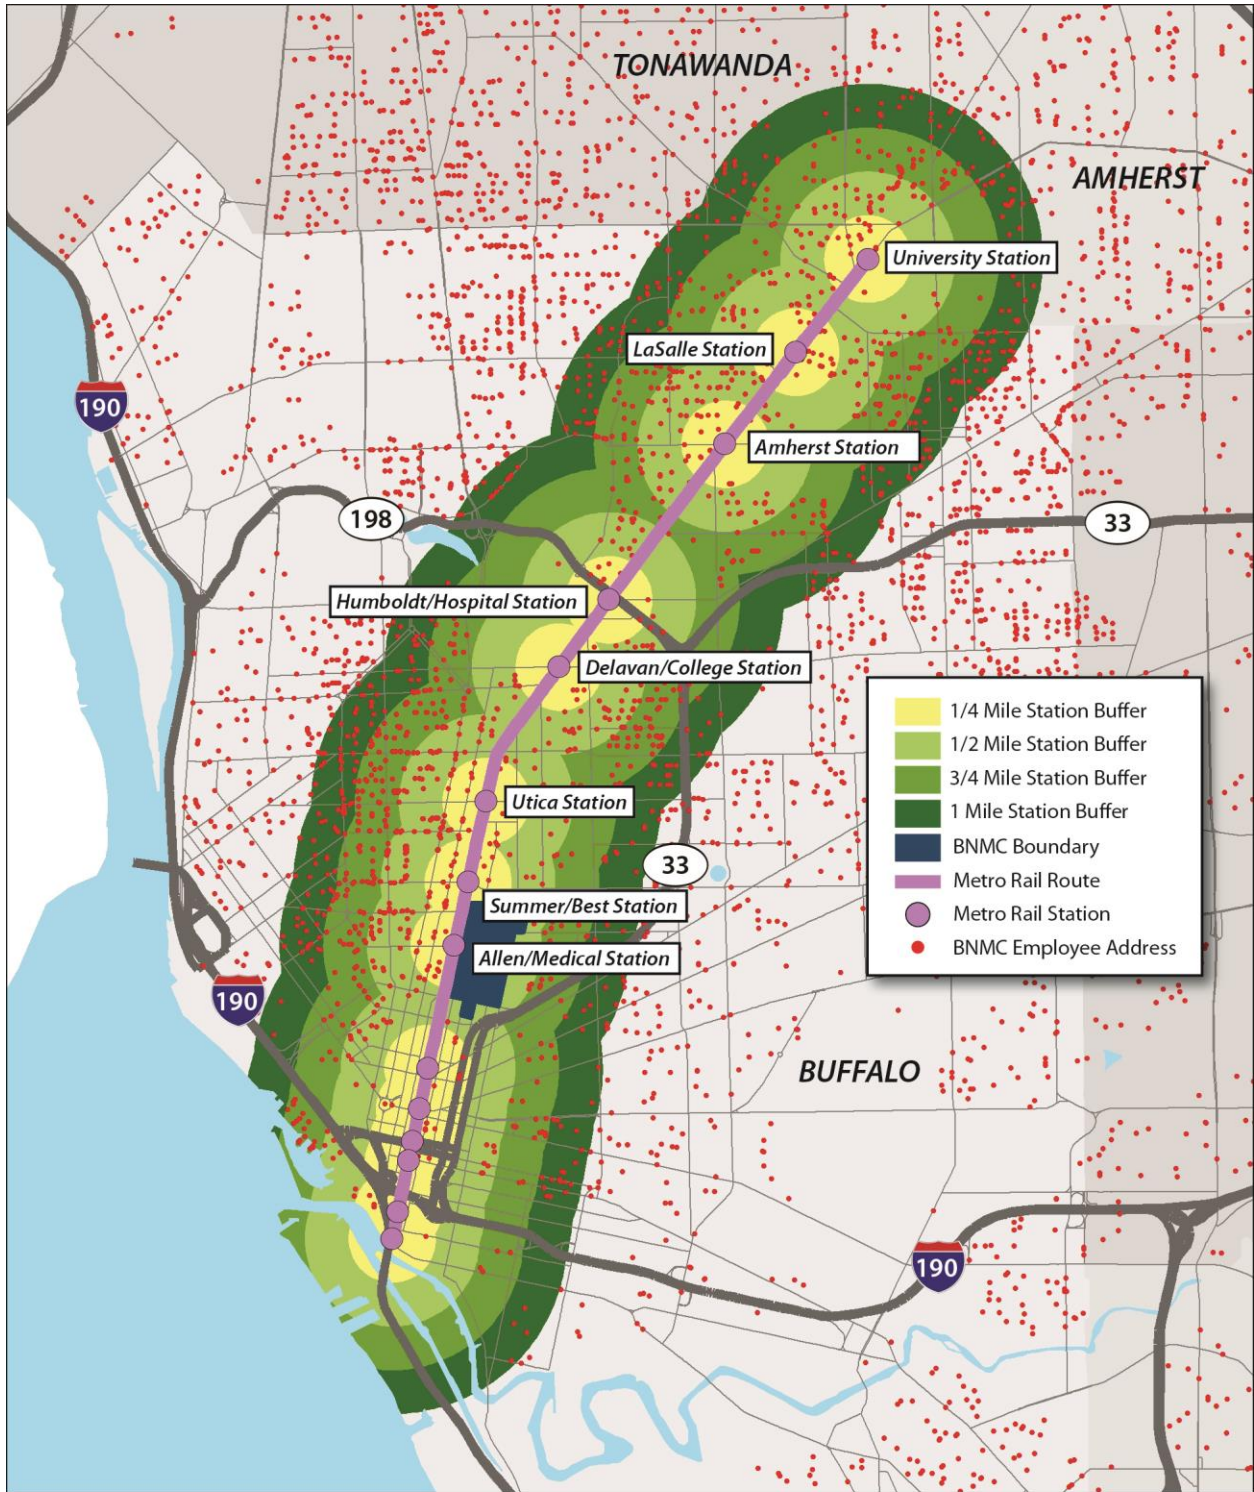 TONAWANDA
AMHERST
University Station
LaSalle Station
190
Amherst Station
198
33
Humboldt/Hospital Station
Delavan/College Station
1/4 Mile Station Buffer
1/2 Mile Station Buffer
3/4 Mile Station Buffer
1 Mile Station Buffer
BNMC Boundary
Metro Rail Route
Metro Rail Station
BNMC Employee Address
Utica Station
33
Summer/Best Station
Allen/Medical Station
190
BUFFALO
190